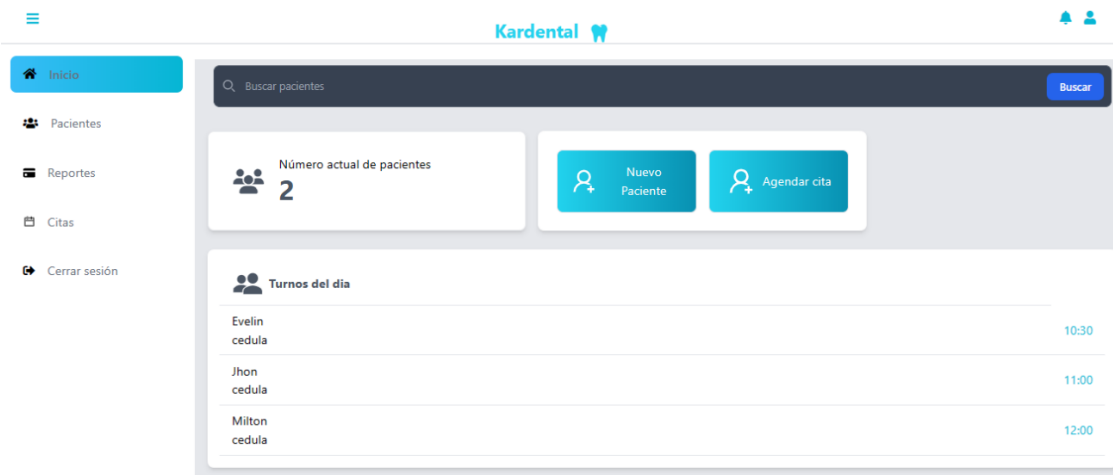 Kardental
Inicio
Pacientes
Reportes
Citas
Cerrar sesión
Buscar pacientes
Buscar
Número actual de pacientes
2
Nuevo
Paciente
Agendar cita
Turnos del dia
Evelin
cedula
10:30
Jhon
cedula
11:00
Milton
cedula
12:00